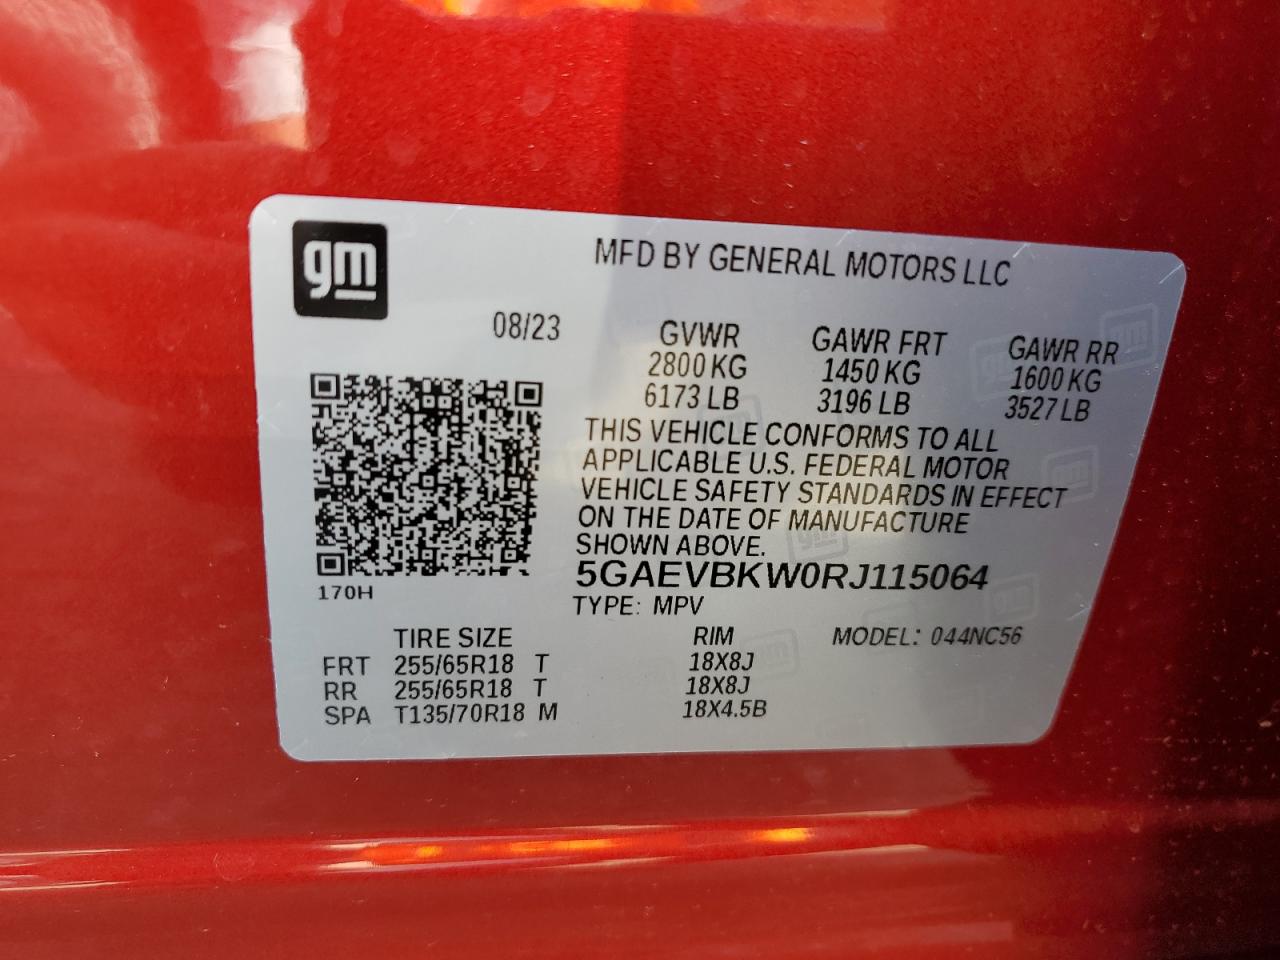 gm
MFD BY GENERAL MOTORS LLC
08/23
GVWR GAWR FRT GAWR RR
2800 KG 1450 KG 1600 KG
6173 LB 3196 LB 3527 LB
THIS VEHICLE CONFORMS TO ALL
APPLICABLE U.S. FEDERAL MOTOR
VEHICLE SAFETY STANDARDS IN EFFECT
ON THE DATE OF MANUFACTURE
SHOWN ABOVE.
170H
5GAEVBKW0RJ115064
TYPE: MPV
TIRE SIZE RIM MODEL: 044NC56
FRT 255/65R18 T 18X8J
RR 255/65R18 T 18X8J
SPA T135/70R18 M 18X4.5B